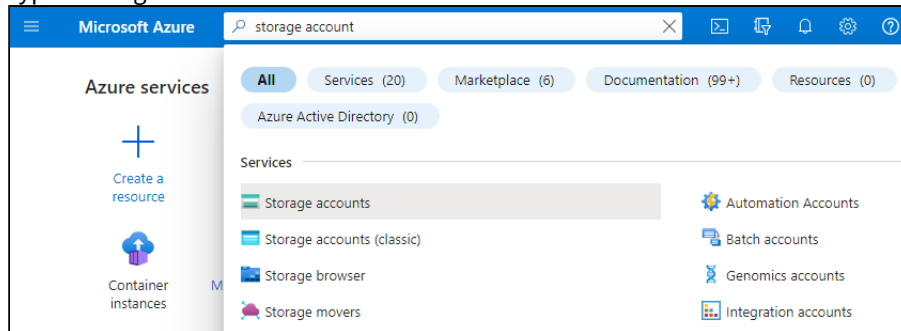 Microsoft Azure
storage account
Azure services
All
Services (20)
Marketplace (6)
Documentation (99+)
Resources (0)
Azure Active Directory (0)
Create a
resource
Container
instances
M
Services
Storage accounts
Storage accounts (classic)
Storage browser
Storage movers
Automation Accounts
Batch accounts
Genomics accounts
Integration accounts